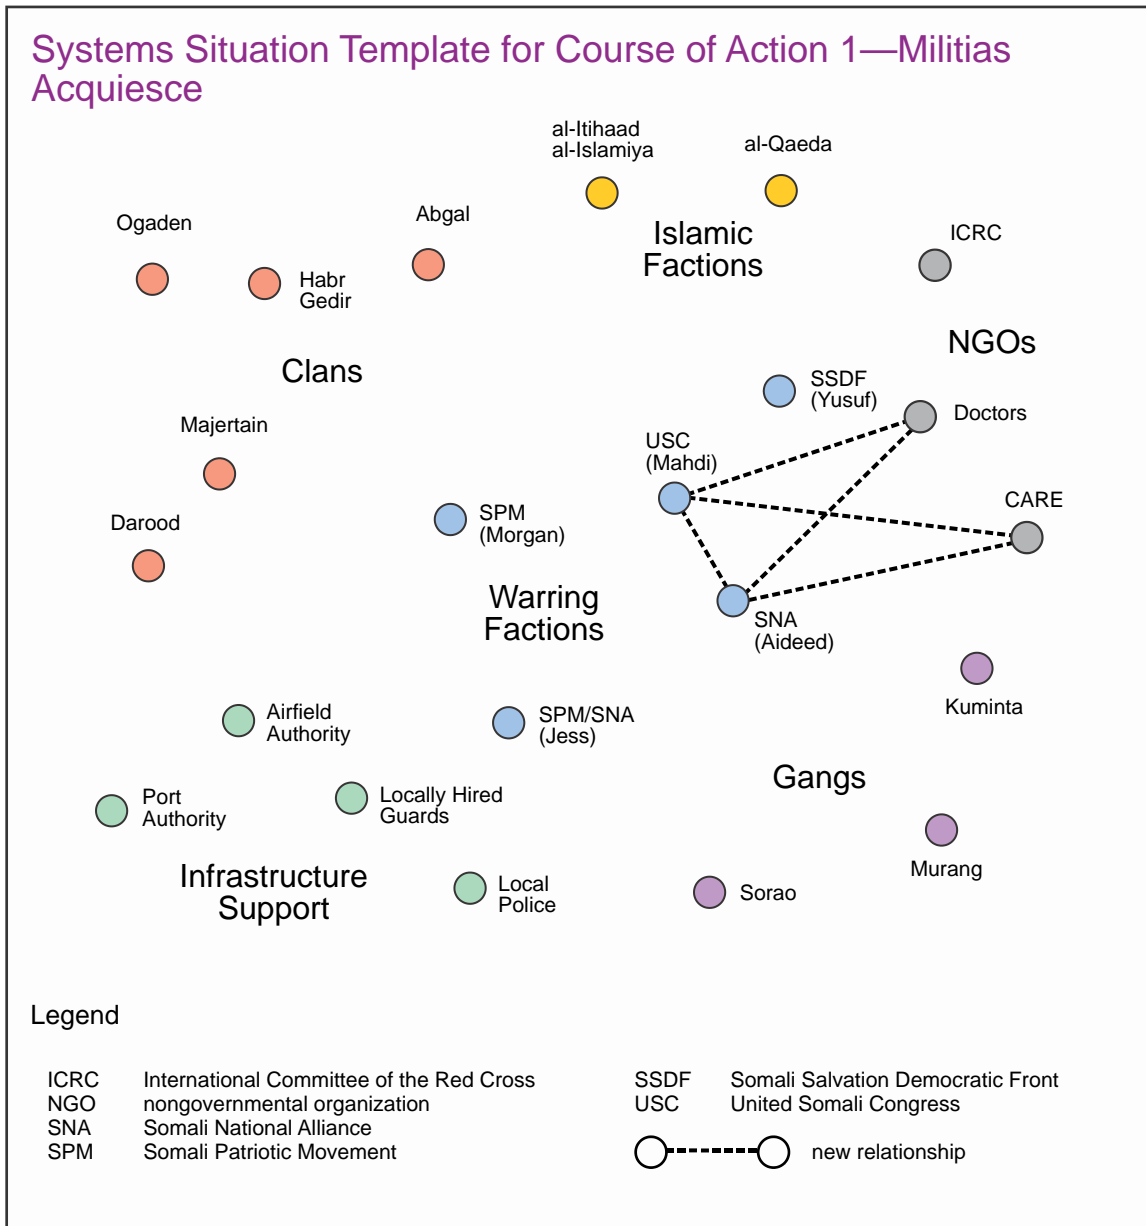 Systems Situation Template for Course of Action 1—Militias
Acquiesce
al-Itihaad
al-Islamiya
al-Qaeda
Ogaden
Abgal
Islamic
Factions
ICRC
Habr
Gedir
NGOs
Clans
SSDF
(Yusuf)
Doctors
Majertain
USC
(Mahdi)
CARE
Darood
SPM
(Morgan)
Warring
Factions
SNA
(Aideed)
Kuminta
Airfield
Authority
SPM/SNA
(Jess)
Gangs
Port
Authority
Locally Hired
Guards
Murang
Infrastructure
Support
Local
Police
Sorao
Legend
ICRC International Committee of the Red Cross
NGO nongovernmental organization
SNA Somali National Alliance
SPM Somali Patriotic Movement
SSDF Somali Salvation Democratic Front
USC United Somali Congress
new relationship